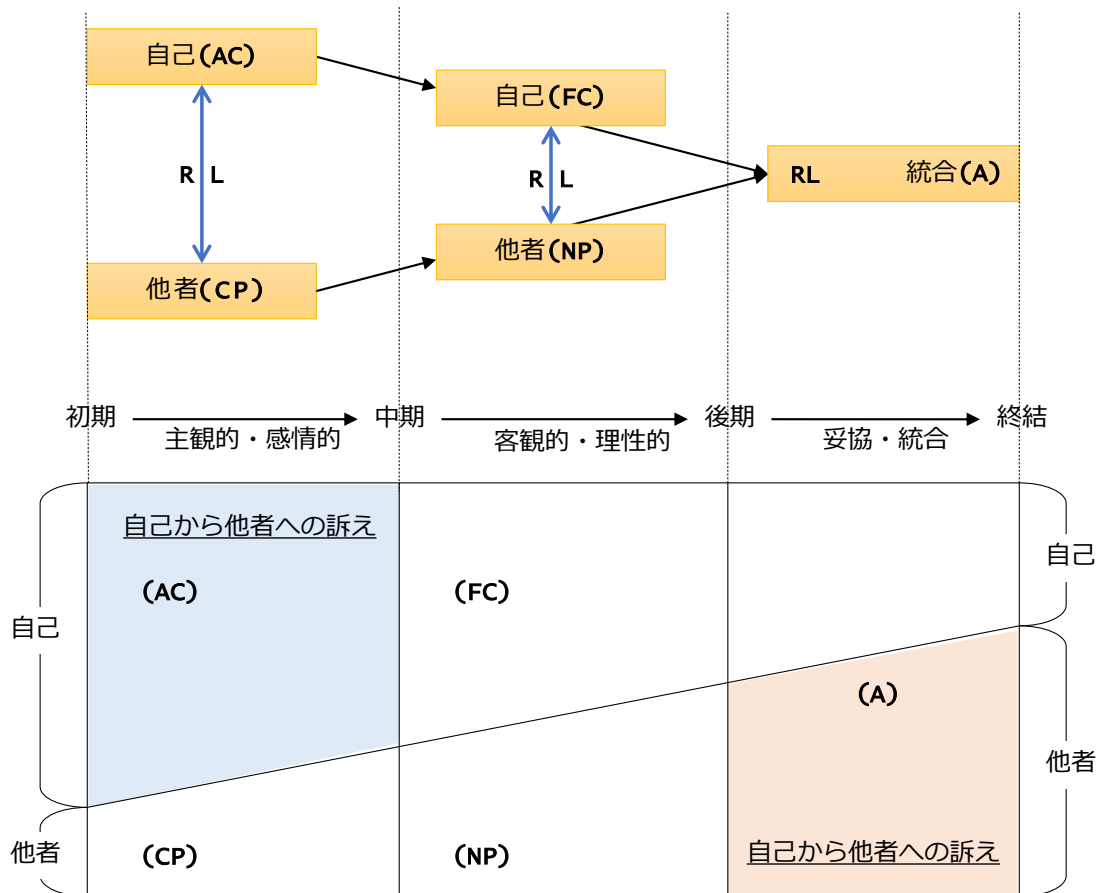 自己(AC)
自己(FC)
R L
R L
RL 統合(A)
他者(NP)
他者(CP)
初期 中期 後期 終結
主観的・感情的 客観的・理性的 妥協・統合
自己から他者への訴え
自己
(AC) (FC)
自己
(A)
他者
他者 (CP) (NP) 自己から他者への訴え